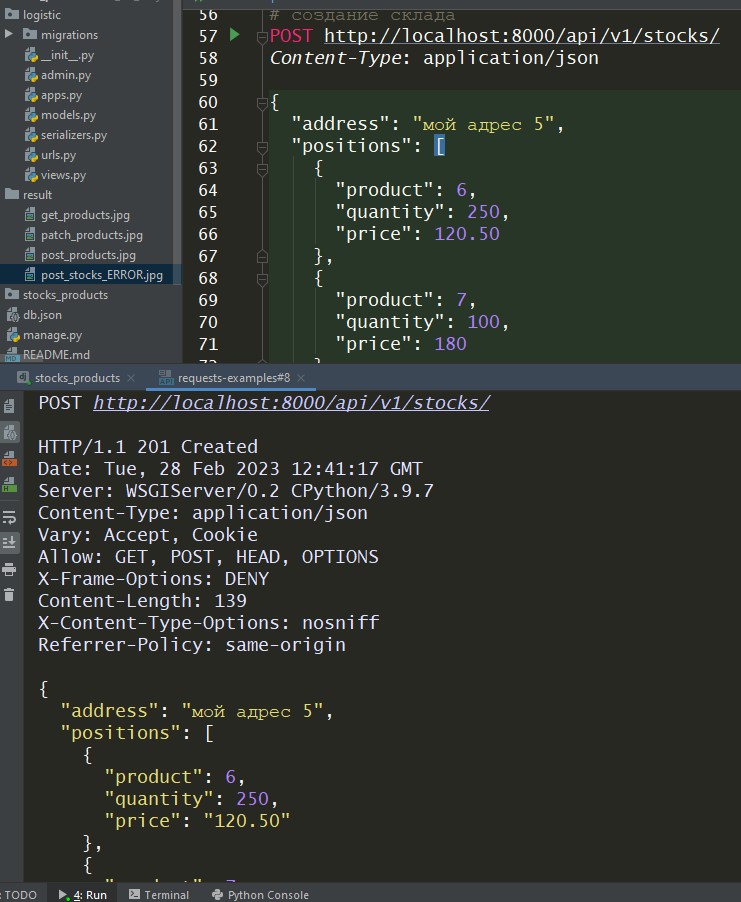 logistic
migrations
__init__.py
admin.py
apps.py
models.py
serializers.py
urls.py
views.py
result
get_products.jpg
patch_products.jpg
post_products.jpg
post_stocks_ERROR.jpg
stocks_products
db.json
manage.py
README.md
56 # создание склада
57 POST http://localhost:8000/api/v1/stocks/
58 Content-Type: application/json
59
60 {
61 "address": "мой адрес 5",
62 "positions": [
63 {
64 "product": 6,
65 "quantity": 250,
66 "price": 120.50
67 },
68 {
69 "product": 7,
70 "quantity": 100,
71 "price": 180
stocks_products
requests-examples#8
POST http://localhost:8000/api/v1/stocks/
HTTP/1.1 201 Created
Date: Tue, 28 Feb 2023 12:41:17 GMT
Server: WSGIServer/0.2 CPython/3.9.7
Content-Type: application/json
Vary: Accept, Cookie
Allow: GET, POST, HEAD, OPTIONS
X-Frame-Options: DENY
Content-Length: 139
X-Content-Type-Options: nosniff
Referrer-Policy: same-origin
{
"address": "мой адрес 5",
"positions": [
{
"product": 6,
"quantity": 250,
"price": "120.50"
},
{
TODO 4: Run Terminal Python Console